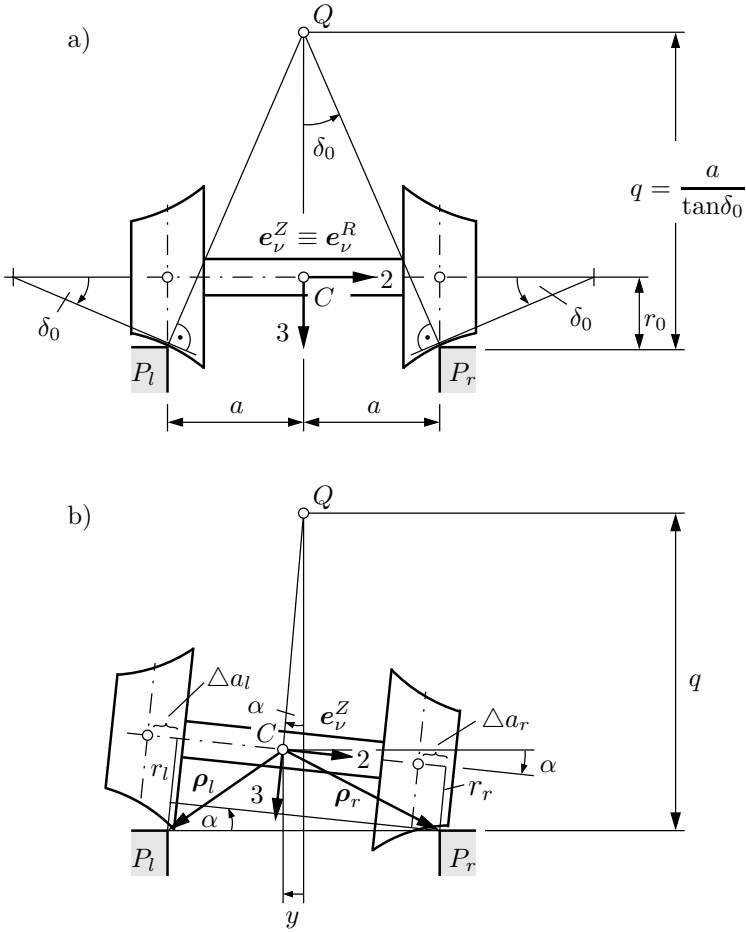 a)
Q
δ₀
q = a / tanδ₀
e_ν^Z ≡ e_ν^R
2
C
3
δ₀
δ₀
r₀
P_l
P_r
a
a
b)
Q
△a_l
α
e_ν^Z
q
C
△a_r
2
r_l
ρ_l
3
ρ_r
r_r
α
α
P_l
P_r
y